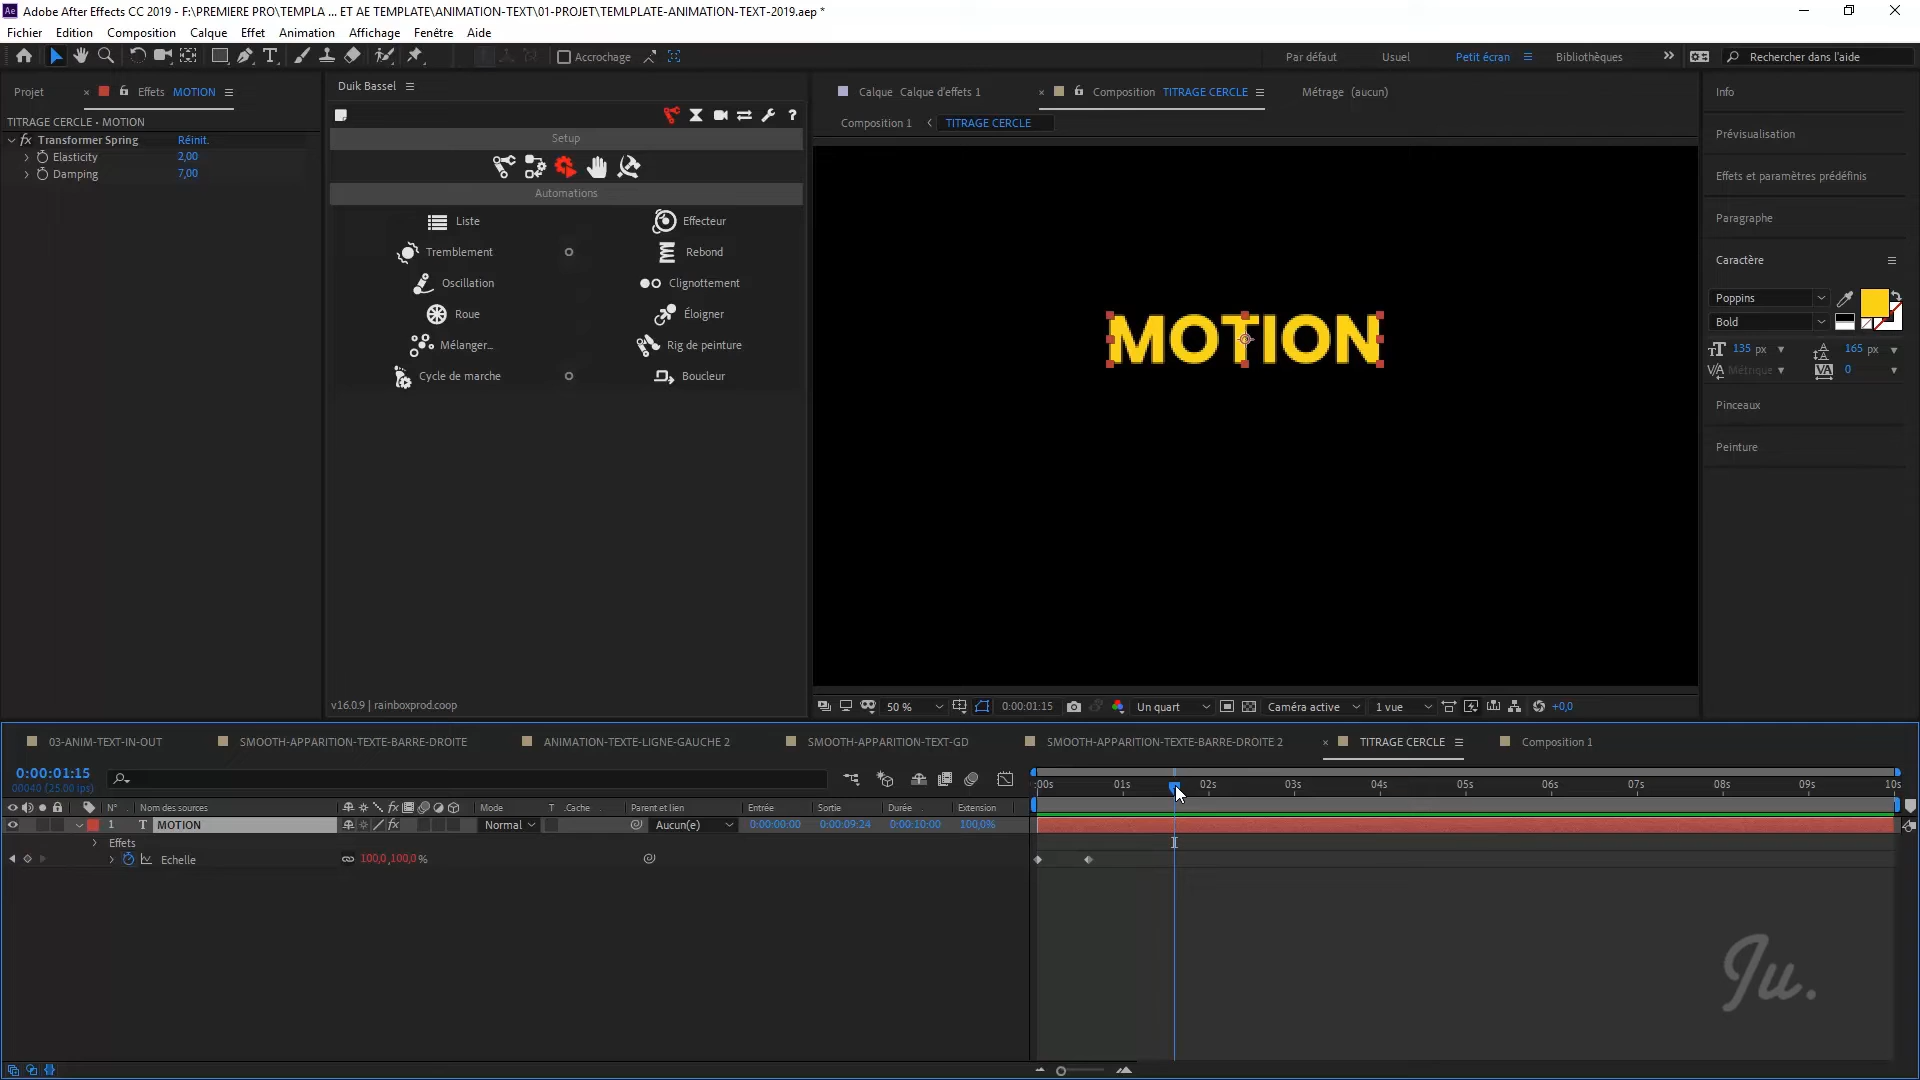 Adobe After Effects CC 2019 - F:\PREMIERE PRO\TEMPLA ... ET AE TEMPLATE\ANIMATION-TEXT\01-PROJET\TEMLPLATE-ANIMATION-TEXT-2019.aep *
Fichier Edition Composition Calque Effet Animation Affichage Fenêtre Aide
Accrochage Par défaut Usuel Petit écran Bibliothèques Rechercher dans l'aide
Projet Effets MOTION
TITRAGE CERCLE • MOTION
fx Transformer Spring Réinit.
Elasticity 2,00
Damping 7,00
Duik Bassel
Setup
Automations
Liste Effecteur
Tremblement Rebond
Oscillation Clignottement
Roue Éloigner
Mélanger... Rig de peinture
Cycle de marche Boucleur
v16.0.9 | rainboxprod.coop
Calque Calque d'effets 1 Composition TITRAGE CERCLE Métrage (aucun)
Composition 1 TITRAGE CERCLE
MOTION
50 % 0:00:01:15 Un quart Caméra active 1 vue +0,0
Info
Prévisualisation
Effets et paramètres prédéfinis
Paragraphe
Caractère
Poppins
Bold
135 px 165 px
Métrique 0
Pinceaux
Peinture
03-ANIM-TEXT-IN-OUT SMOOTH-APPARITION-TEXTE-BARRE-DROITE ANIMATION-TEXTE-LIGNE-GAUCHE 2 SMOOTH-APPARITION-TEXT-GD SMOOTH-APPARITION-TEXTE-BARRE-DROITE 2 TITRAGE CERCLE Composition 1
0:00:01:15
00040 (25.00 ips)
:00s 01s 02s 03s 04s 05s 06s 07s 08s 09s 10s
N° Nom des sources Mode T .Cache Parent et lien Entrée Sortie Durée Extension
1 T MOTION Normal Aucun(e) 0:00:00:00 0:00:09:24 0:00:10:00 100,0%
Effets
Echelle 100,0,100,0 %
Ju.